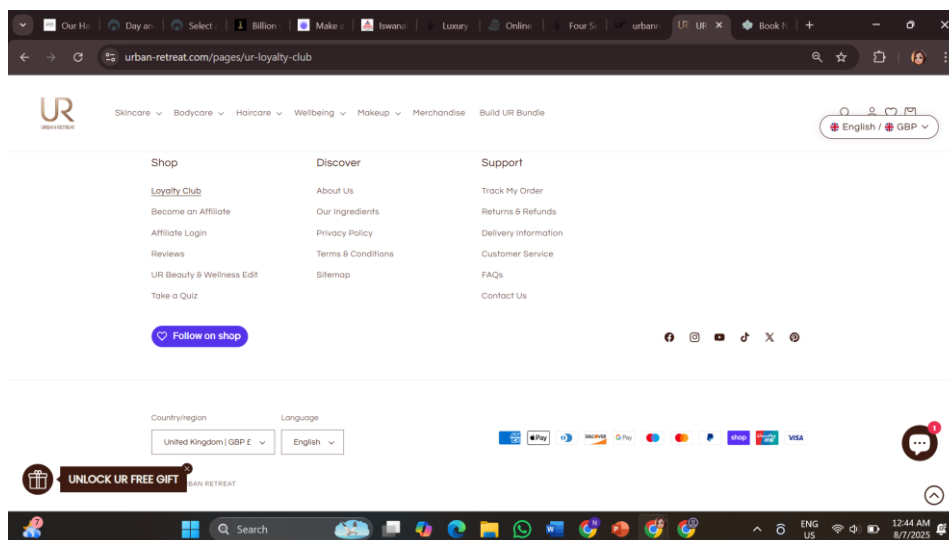 Our Ha
Day an
Select
Billion
Make a
Iswana
Luxury
Online
Four Se
urbann
UR
Book N
urban-retreat.com/pages/ur-loyalty-club
UR
URBAN RETREAT
Skincare
Bodycare
Haircare
Wellbeing
Makeup
Merchandise
Build UR Bundle
English / GBP
Shop
Discover
Support
Loyalty Club
About Us
Track My Order
Become an Affiliate
Our Ingredients
Returns & Refunds
Affiliate Login
Privacy Policy
Delivery Information
Reviews
Terms & Conditions
Customer Service
UR Beauty & Wellness Edit
Sitemap
FAQs
Take a Quiz
Contact Us
Follow on shop
Country/region
Language
United Kingdom | GBP £
English
Pay
DISCOVER
G Pay
shop
VISA
1
UNLOCK UR FREE GIFT
RBAN RETREAT
7
Search
ENG
US
12:44 AM
8/7/2025